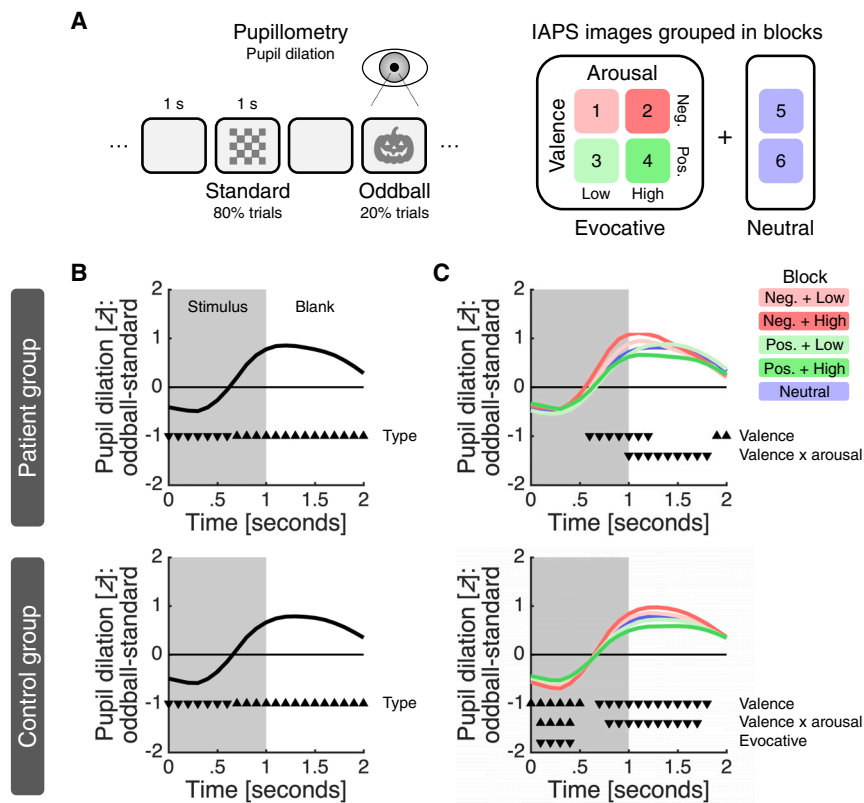 A
Pupillometry
Pupil dilation
1 s
1 s
...
...
Standard
80% trials
Oddball
20% trials
IAPS images grouped in blocks
Arousal
Valence
1
2
Neg.
3
4
Pos.
Low
High
Evocative
+
5
6
Neutral
B
Patient group
Pupil dilation [z]:
oddball-standard
2
1
0
-1
-2
Stimulus
Blank
Type
0
.5
1
1.5
2
Time [seconds]
C
Pupil dilation [z]:
oddball-standard
2
1
0
-1
-2
Valence
Valence x arousal
0
.5
1
1.5
2
Time [seconds]
Block
Neg. + Low
Neg. + High
Pos. + Low
Pos. + High
Neutral
Control group
Pupil dilation [z]:
oddball-standard
2
1
0
-1
-2
Type
0
.5
1
1.5
2
Time [seconds]
Pupil dilation [z]:
oddball-standard
2
1
0
-1
-2
Valence
Valence x arousal
Evocative
0
.5
1
1.5
2
Time [seconds]